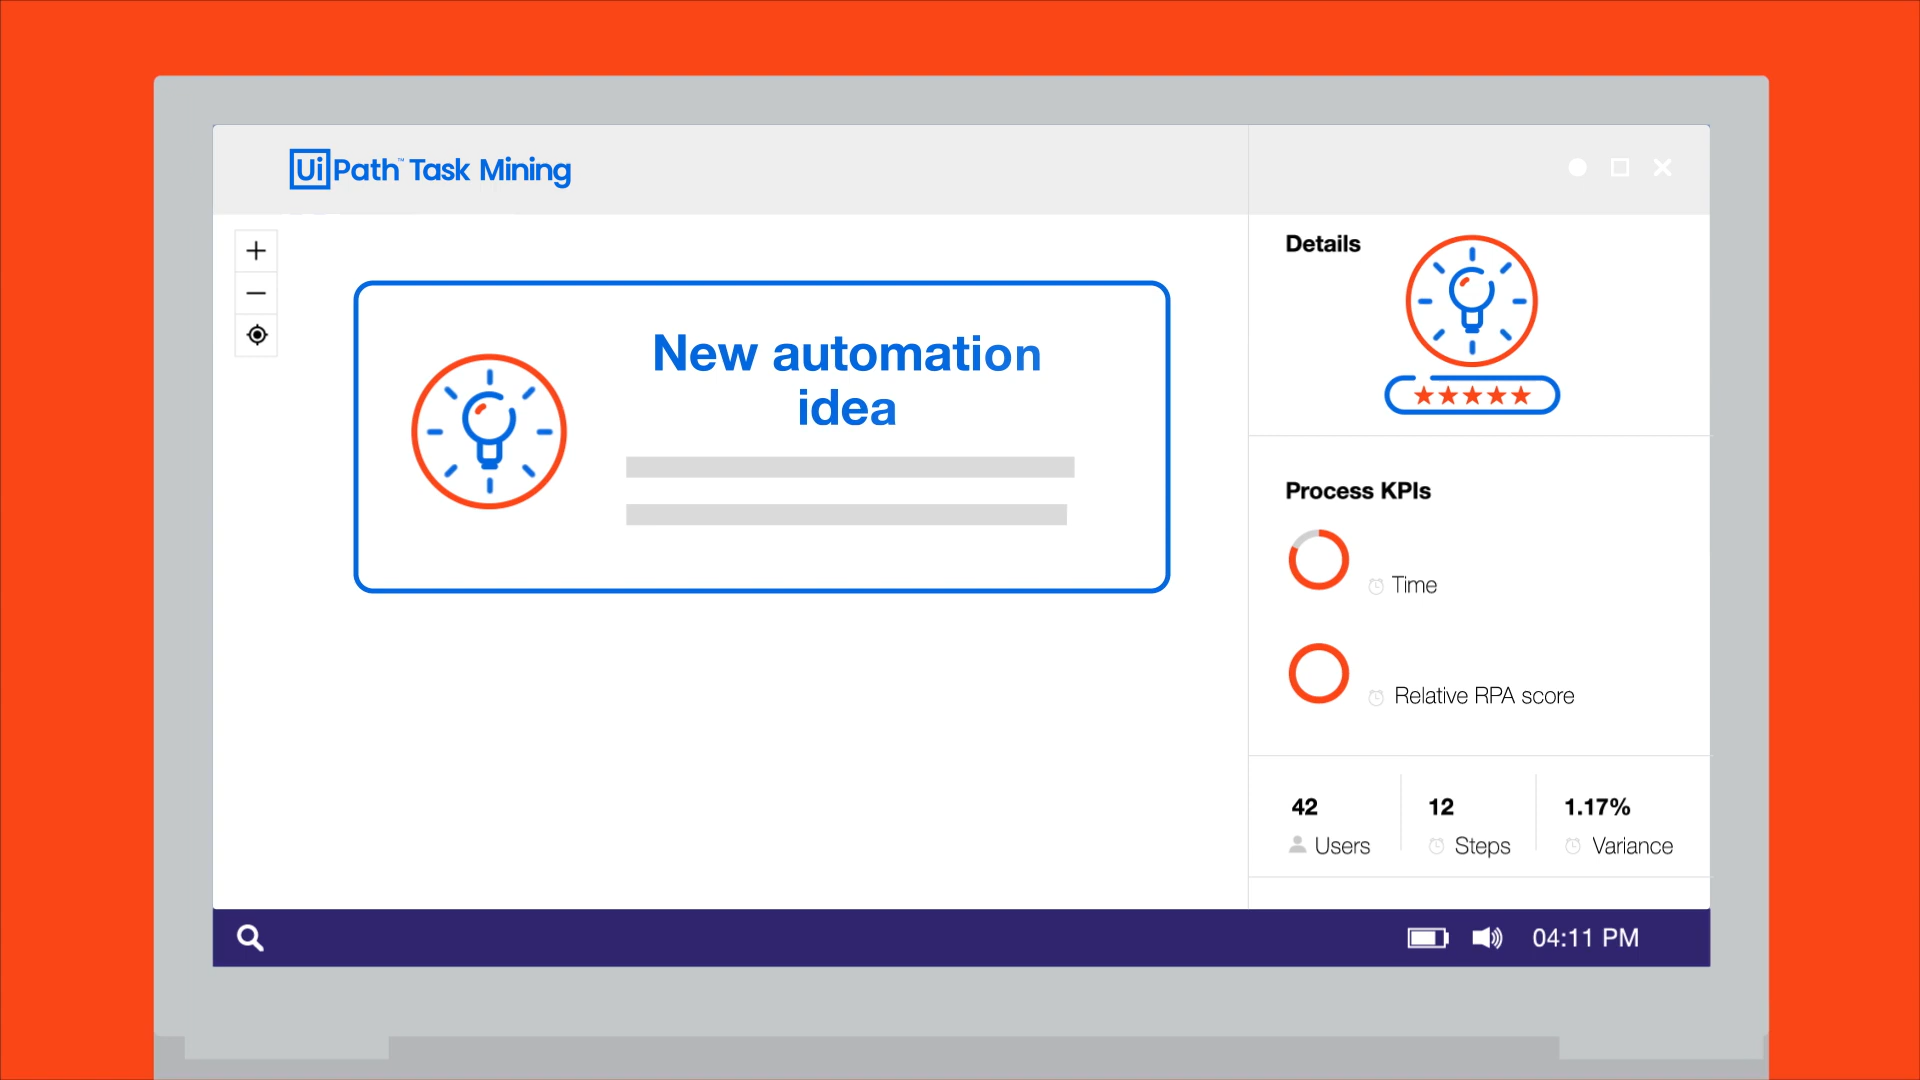 UiPath™ Task Mining
Details
New automation
idea
Process KPIs
Time
Relative RPA score
42
12
1.17%
Users
Steps
Variance
04:11 PM